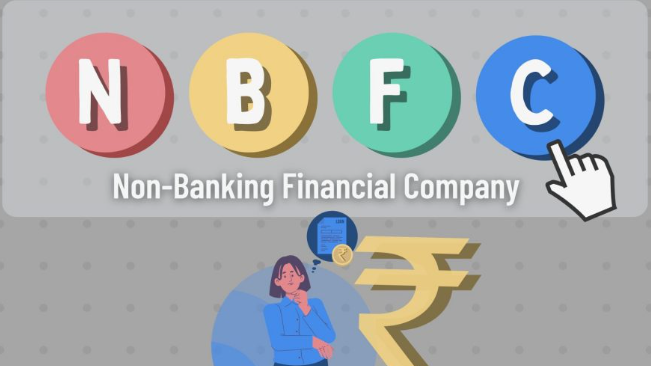 N B F C
Non-Banking Financial Company
₹
₹